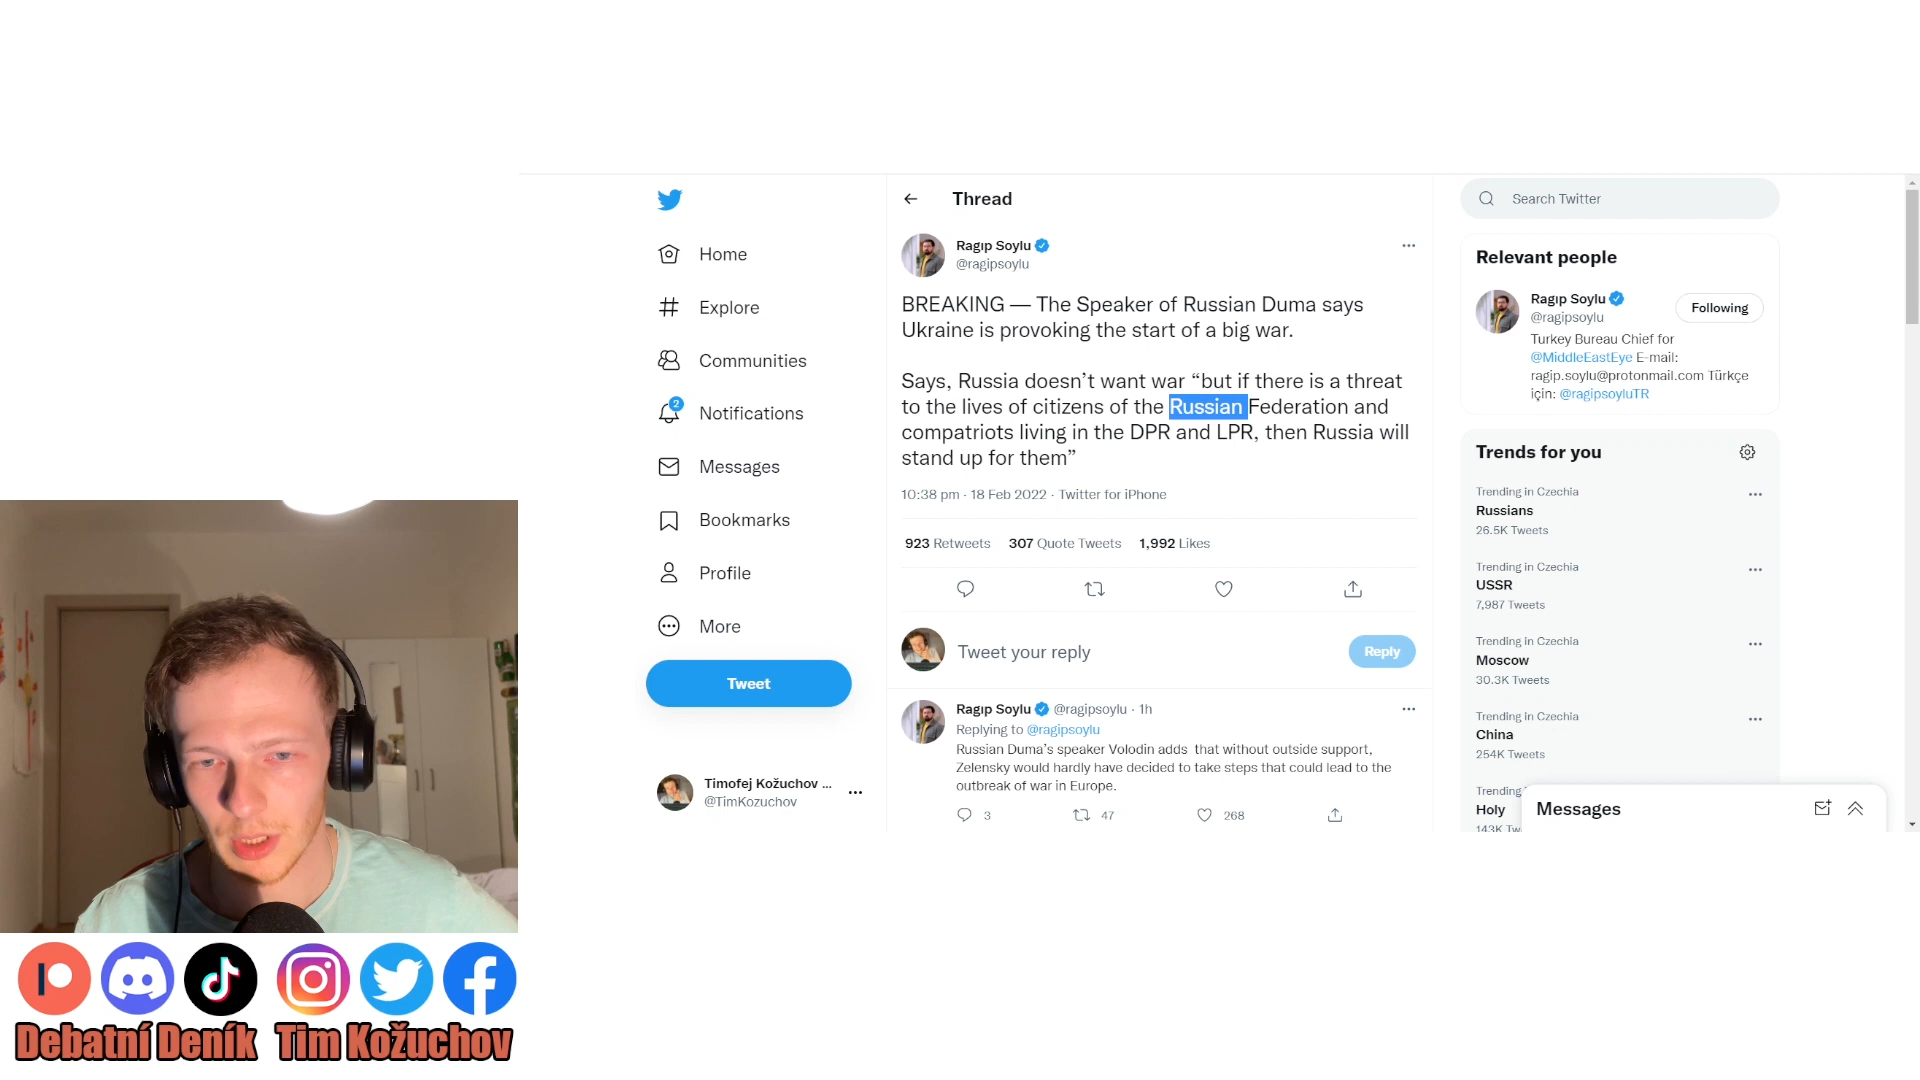 Home
Explore
Communities
2
Notifications
Messages
Bookmarks
Profile
More
Tweet
Timofej Kožuchov ...
@TimKozuchov
Thread
Ragıp Soylu
@ragipsoylu
BREAKING — The Speaker of Russian Duma says
Ukraine is provoking the start of a big war.
Says, Russia doesn’t want war “but if there is a threat
to the lives of citizens of the Russian Federation and
compatriots living in the DPR and LPR, then Russia will
stand up for them”
10:38 pm · 18 Feb 2022 · Twitter for iPhone
923 Retweets 307 Quote Tweets 1,992 Likes
Tweet your reply
Reply
Ragıp Soylu @ragipsoylu · 1h
Replying to @ragipsoylu
Russian Duma’s speaker Volodin adds that without outside support,
Zelensky would hardly have decided to take steps that could lead to the
outbreak of war in Europe.
3 47 268
Search Twitter
Relevant people
Ragıp Soylu
@ragipsoylu
Following
Turkey Bureau Chief for
@MiddleEastEye E-mail:
ragip.soylu@protonmail.com Türkçe
için: @ragipsoyluTR
Trends for you
Trending in Czechia
Russians
26.5K Tweets
Trending in Czechia
USSR
7,987 Tweets
Trending in Czechia
Moscow
30.3K Tweets
Trending in Czechia
China
254K Tweets
Trending
Holy
143K Tw
Messages
Debatní Deník Tim Kožuchov